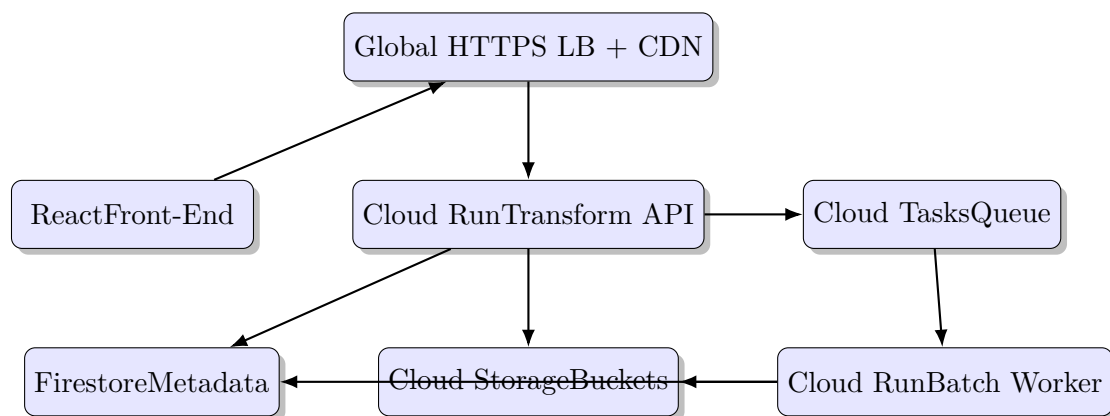 Global HTTPS LB + CDN
ReactFront-End
Cloud RunTransform API
Cloud TasksQueue
FirestoreMetadata
Cloud StorageBuckets
Cloud RunBatch Worker